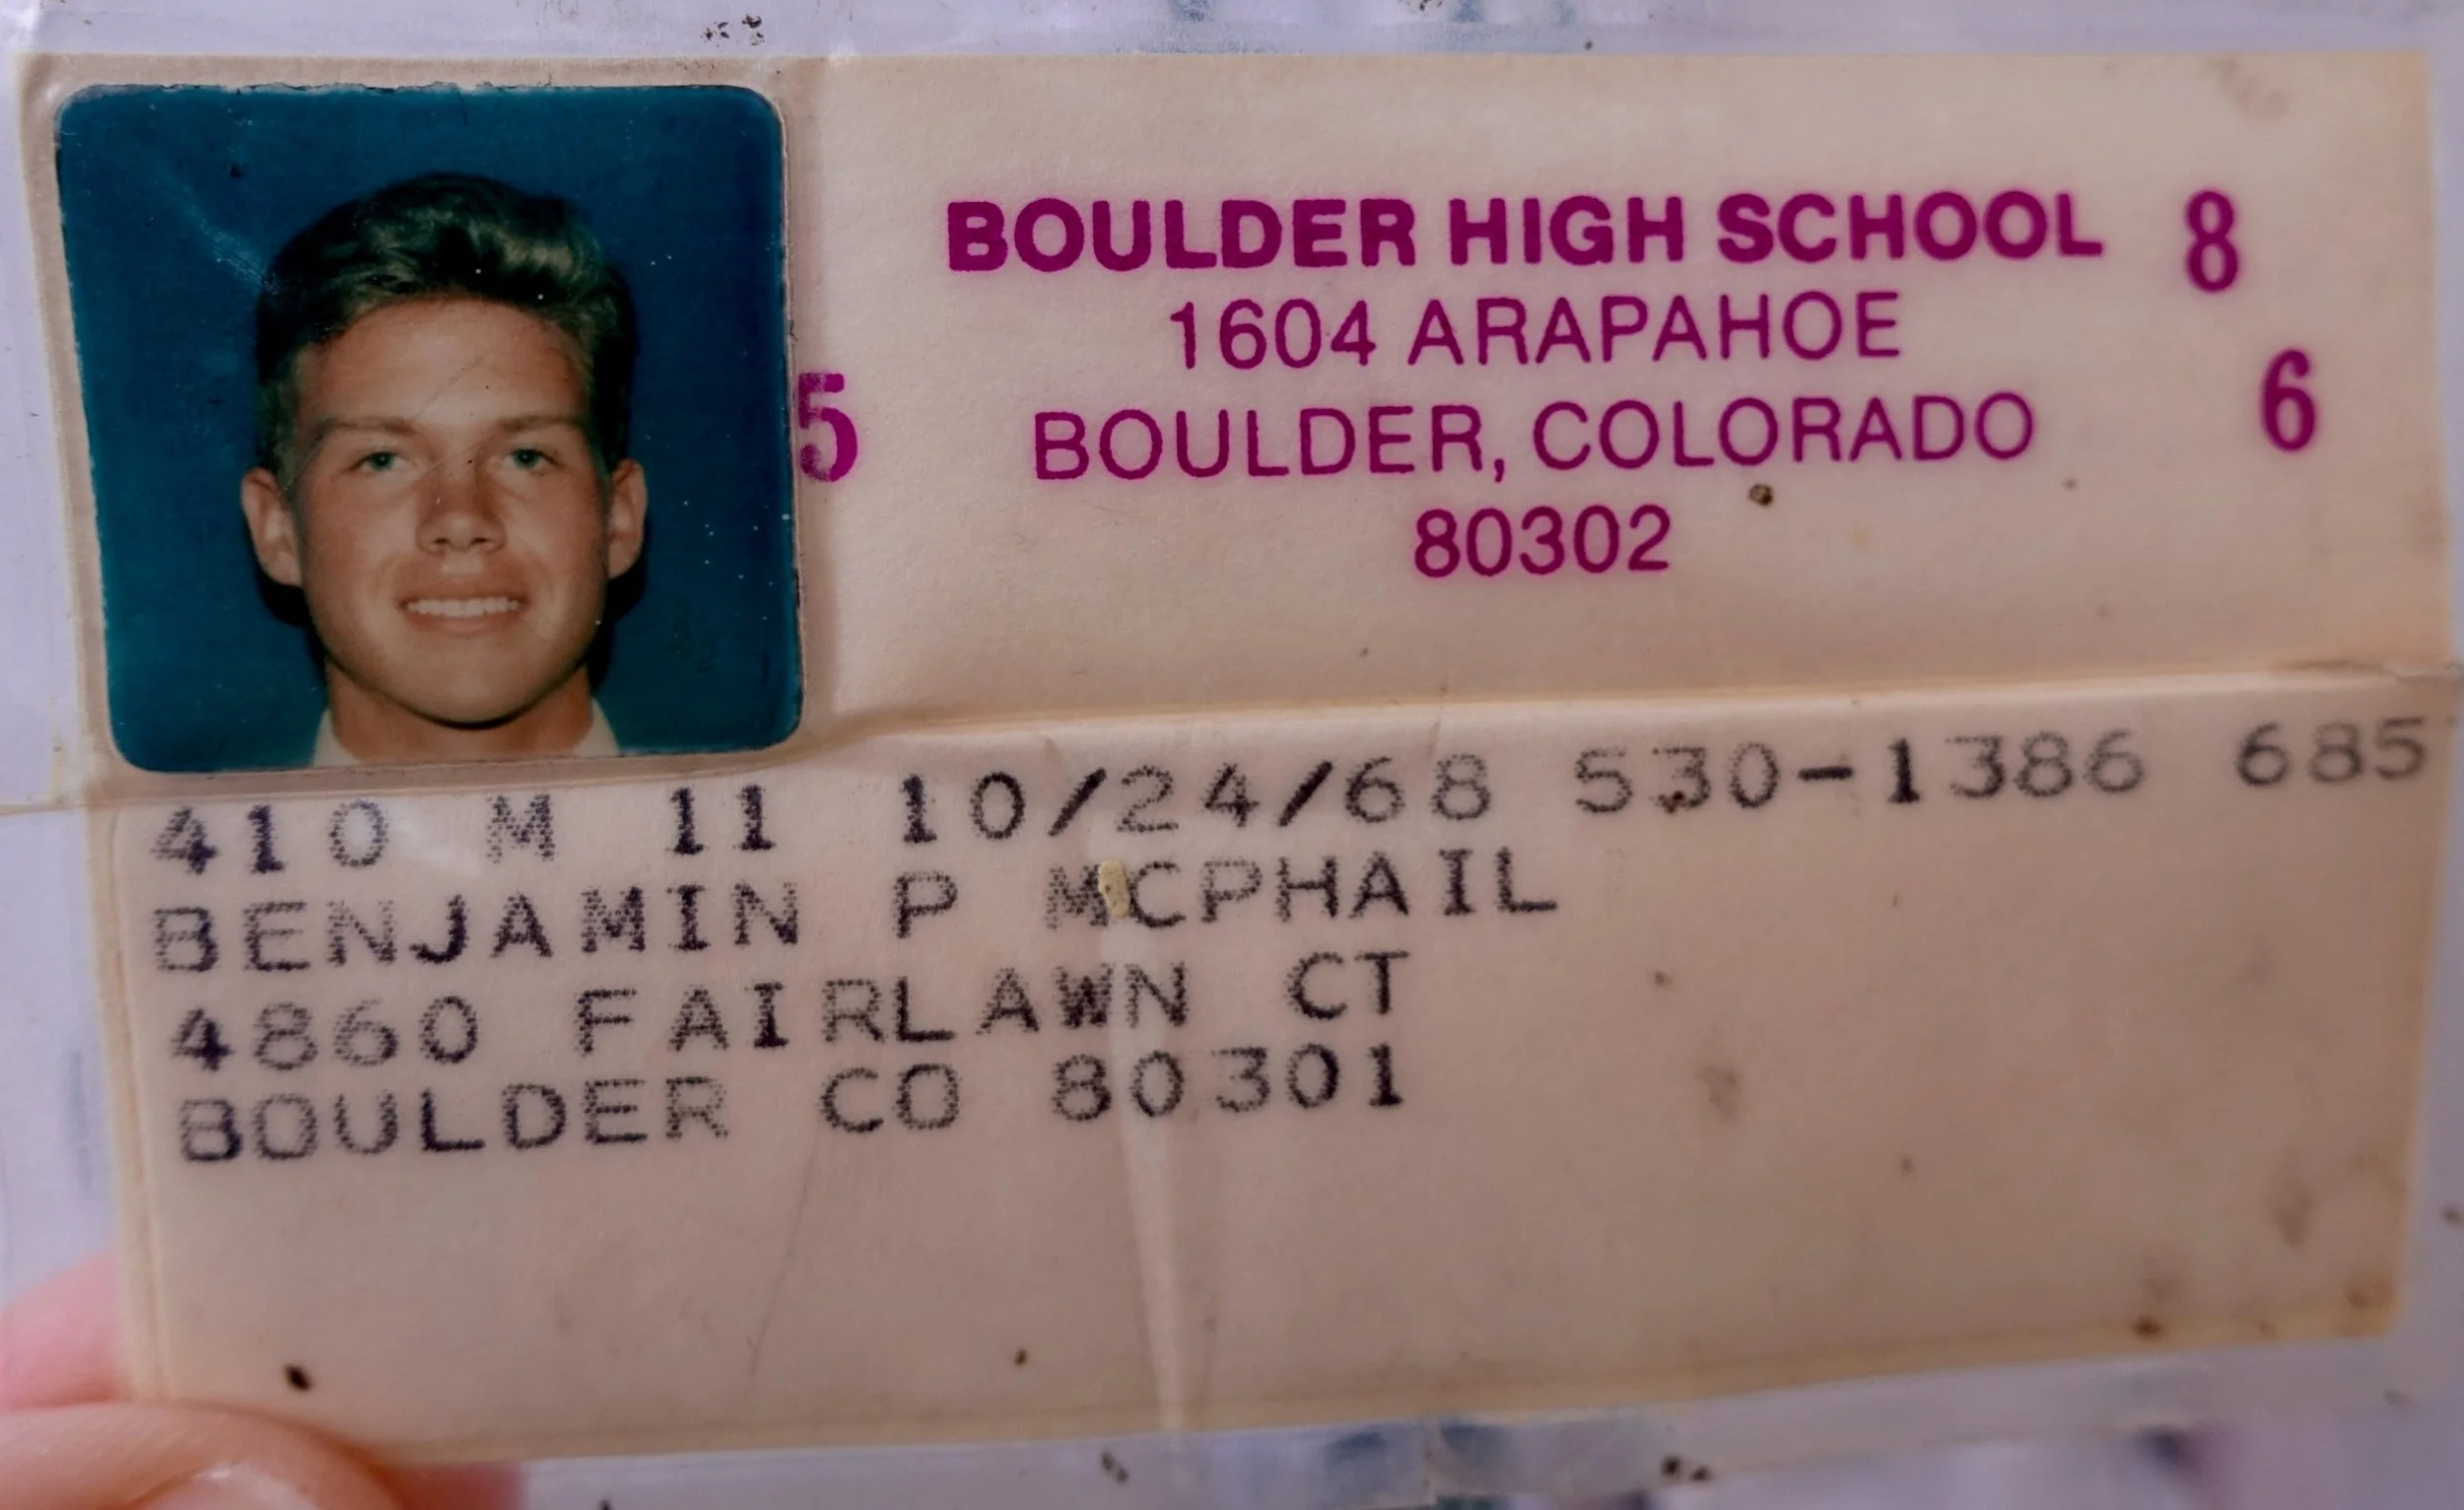 BOULDER HIGH SCHOOL 8
1604 ARAPAHOE
5 BOULDER, COLORADO 6
80302
410 M 11 10/24/68 530-1386 685
BENJAMIN P MCPHAIL
4860 FAIRLAWN CT
BOULDER CO 80301